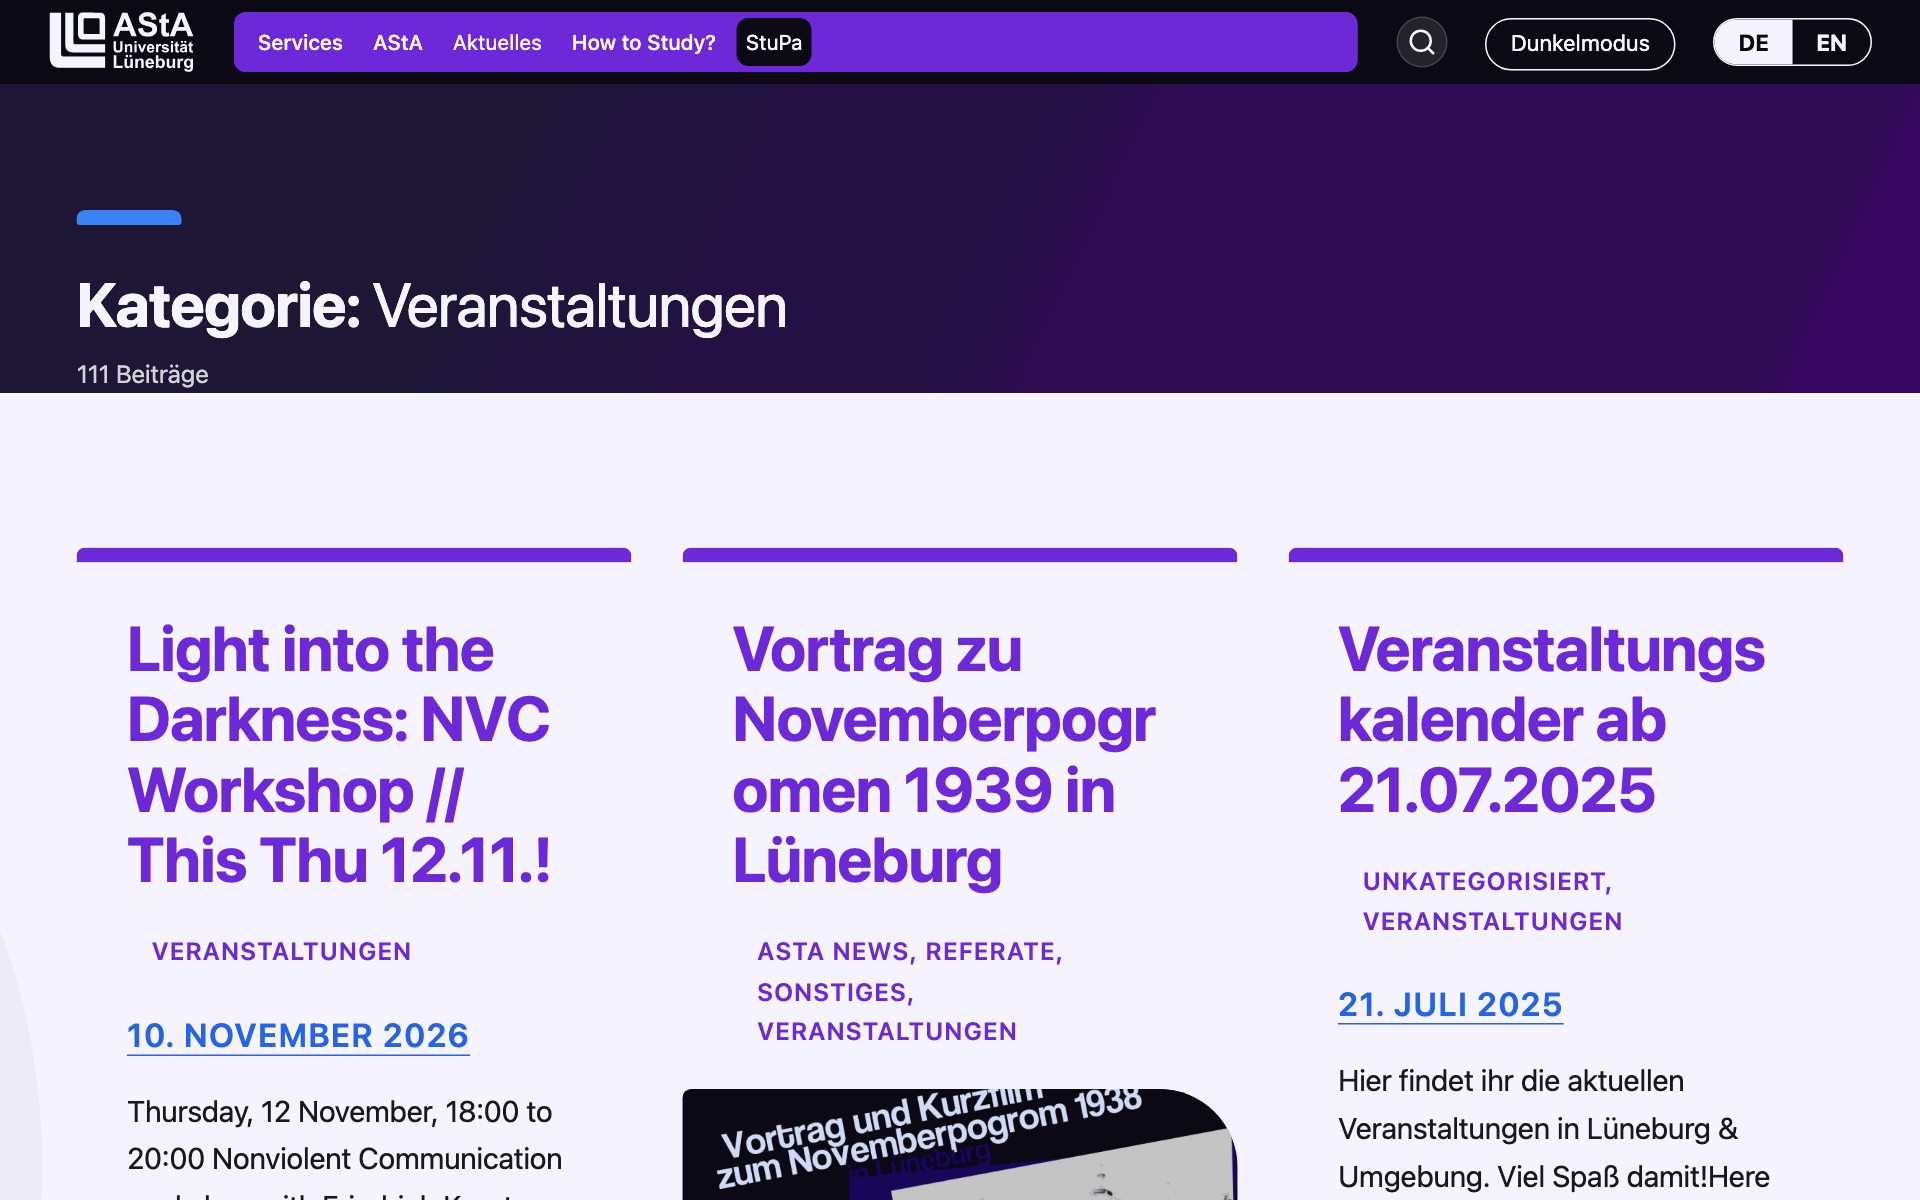 AStA
Universität
Lüneburg
Services
AStA
Aktuelles
How to Study?
StuPa
Dunkelmodus
DE
EN
Kategorie: Veranstaltungen
111 Beiträge
Light into the
Darkness: NVC
Workshop //
This Thu 12.11.!
VERANSTALTUNGEN
10. NOVEMBER 2026
Thursday, 12 November, 18:00 to
20:00 Nonviolent Communication
Vortrag zu
Novemberpogr
omen 1939 in
Lüneburg
ASTA NEWS, REFERATE,
SONSTIGES,
VERANSTALTUNGEN
Vortrag und Kurzfilm
zum Novemberpogrom 1938
in Lüneburg
Veranstaltungs
kalender ab
21.07.2025
UNKATEGORISIERT,
VERANSTALTUNGEN
21. JULI 2025
Hier findet ihr die aktuellen
Veranstaltungen in Lüneburg &
Umgebung. Viel Spaß damit!Here